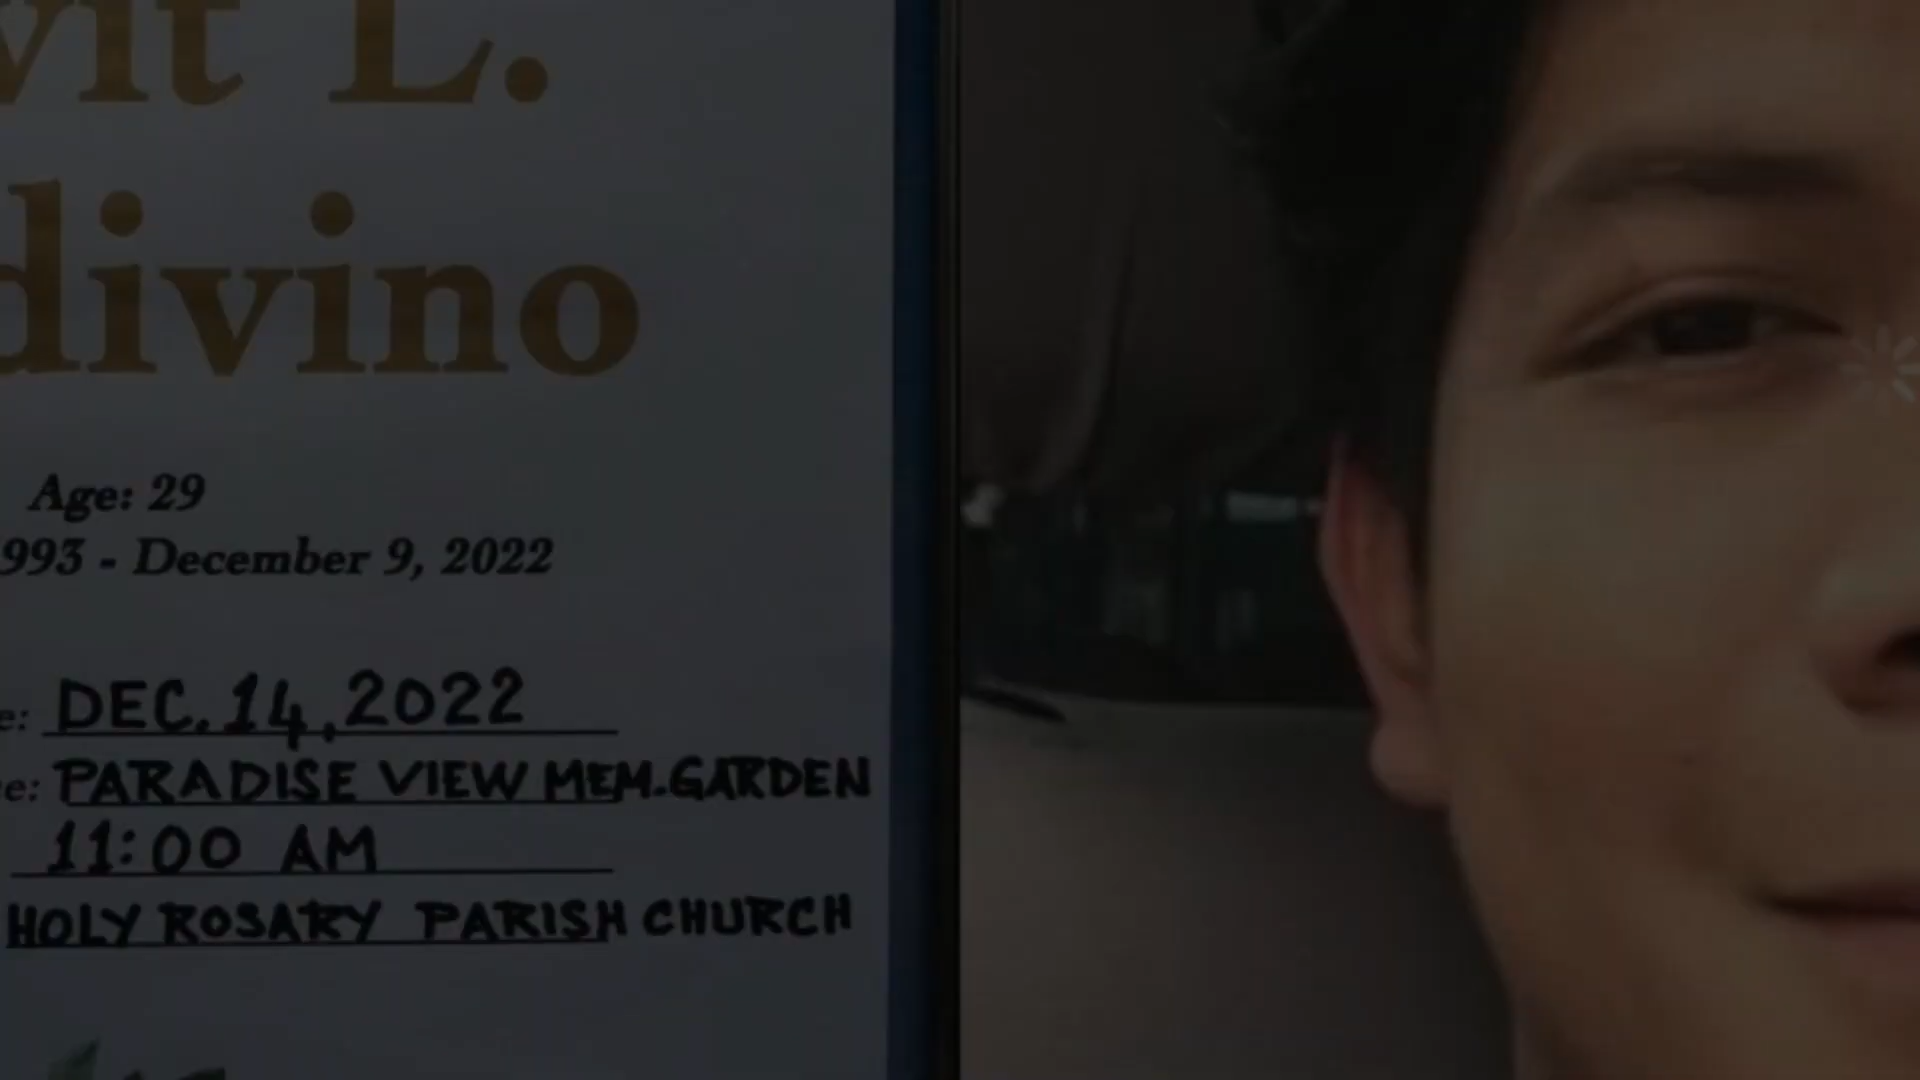 vit L.
divino
Age: 29
993 - December 9, 2022
e: DEC. 14, 2022
e: PARADISE VIEW MEM. GARDEN
11:00 AM
HOLY ROSARY PARISH CHURCH